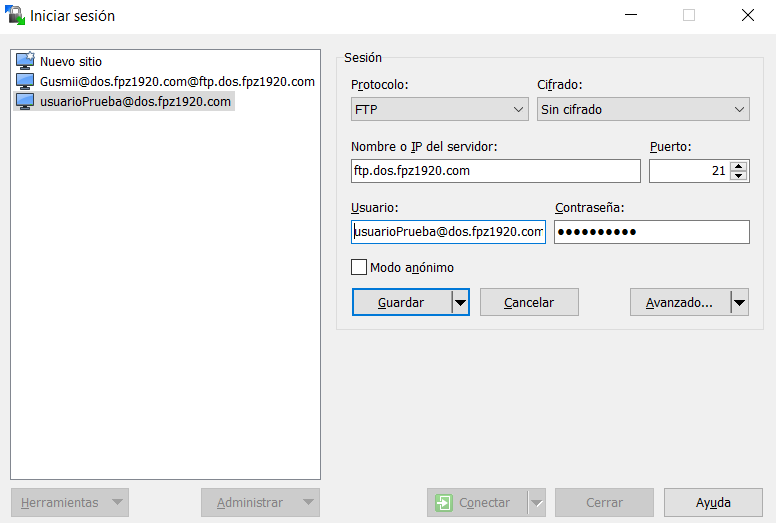 Iniciar sesión
Nuevo sitio
Gusmii@dos.fpz1920.com@ftp.dos.fpz1920.com
usuarioPrueba@dos.fpz1920.com
Sesión
Protocolo: Cifrado:
FTP Sin cifrado
Nombre o IP del servidor: Puerto:
ftp.dos.fpz1920.com 21
Usuario: Contraseña:
usuarioPrueba@dos.fpz1920.com ●●●●●●●●●●
Modo anónimo
Guardar Cancelar Avanzado...
Herramientas Administrar Conectar Cerrar Ayuda